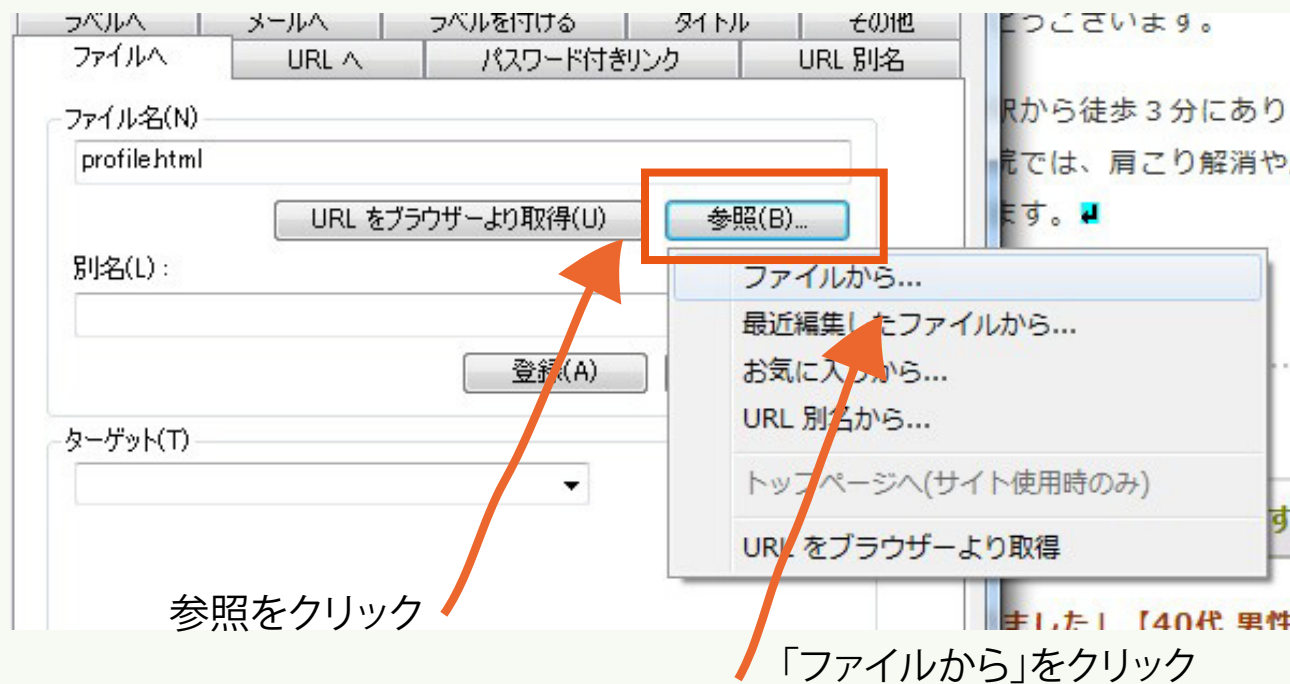 ラベルへ メールへ ラベルを付ける タイトル その他
ファイルへ URL へ パスワード付きリンク URL 別名
ファイル名(N)
profile.html
URL をブラウザーより取得(U) 参照(B)...
別名(L) :
登録(A)
ターゲット(T)
ファイルから...
最近編集したファイルから...
お気に入りから...
URL 別名から...
トップページへ(サイト使用時のみ)
URL をブラウザーより取得
とうございます。
から徒歩３分にあり
院では、肩こり解消や
ます。
す
ました」【40代 男性
参照をクリック
「ファイルから」をクリック